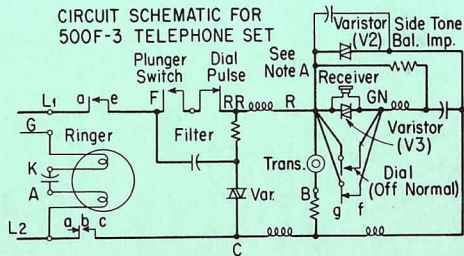 CIRCUIT SCHEMATIC FOR
500F-3 TELEPHONE SET
Varistor
(V2)
Side Tone
Bal. Imp.
See
Note A
Plunger
Switch
Dial
Pulse
Receiver
L1
a
e
F
RR
R
GN
G
Ringer
Filter
Varistor
(V3)
K
Trans.
Dial
(Off Normal)
A
Var.
B
g
f
L2
a
b
c
C